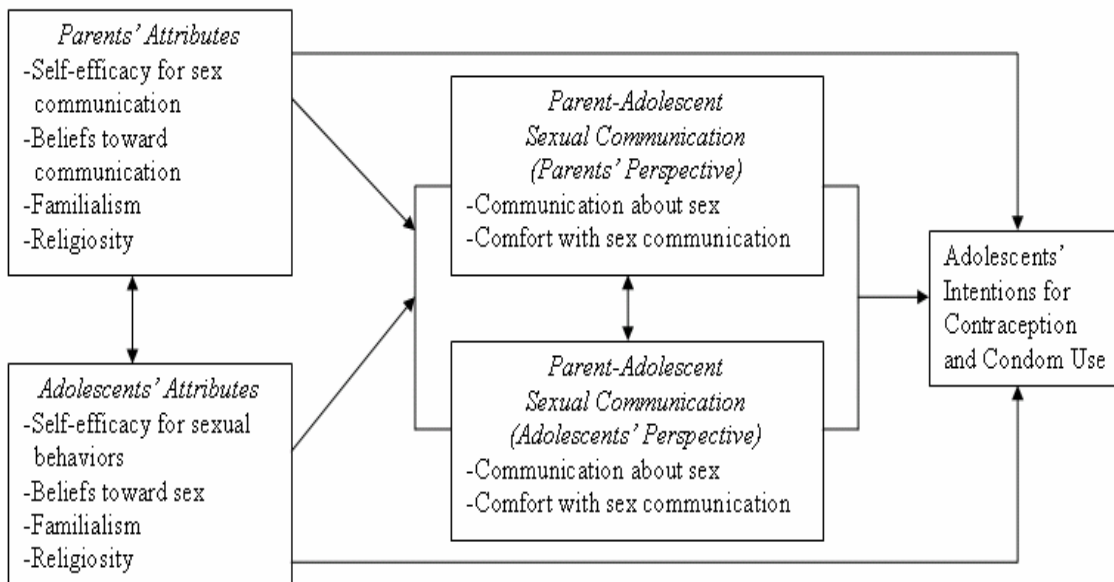 Parents' Attributes
-Self-efficacy for sex
communication
-Beliefs toward
communication
-Familialism
-Religiosity
Adolescents' Attributes
-Self-efficacy for sexual
behaviors
-Beliefs toward sex
-Familialism
-Religiosity
Parent-Adolescent
Sexual Communication
(Parents' Perspective)
-Communication about sex
-Comfort with sex communication
Parent-Adolescent
Sexual Communication
(Adolescents' Perspective)
-Communication about sex
-Comfort with sex communication
Adolescents'
Intentions for
Contraception
and Condom Use